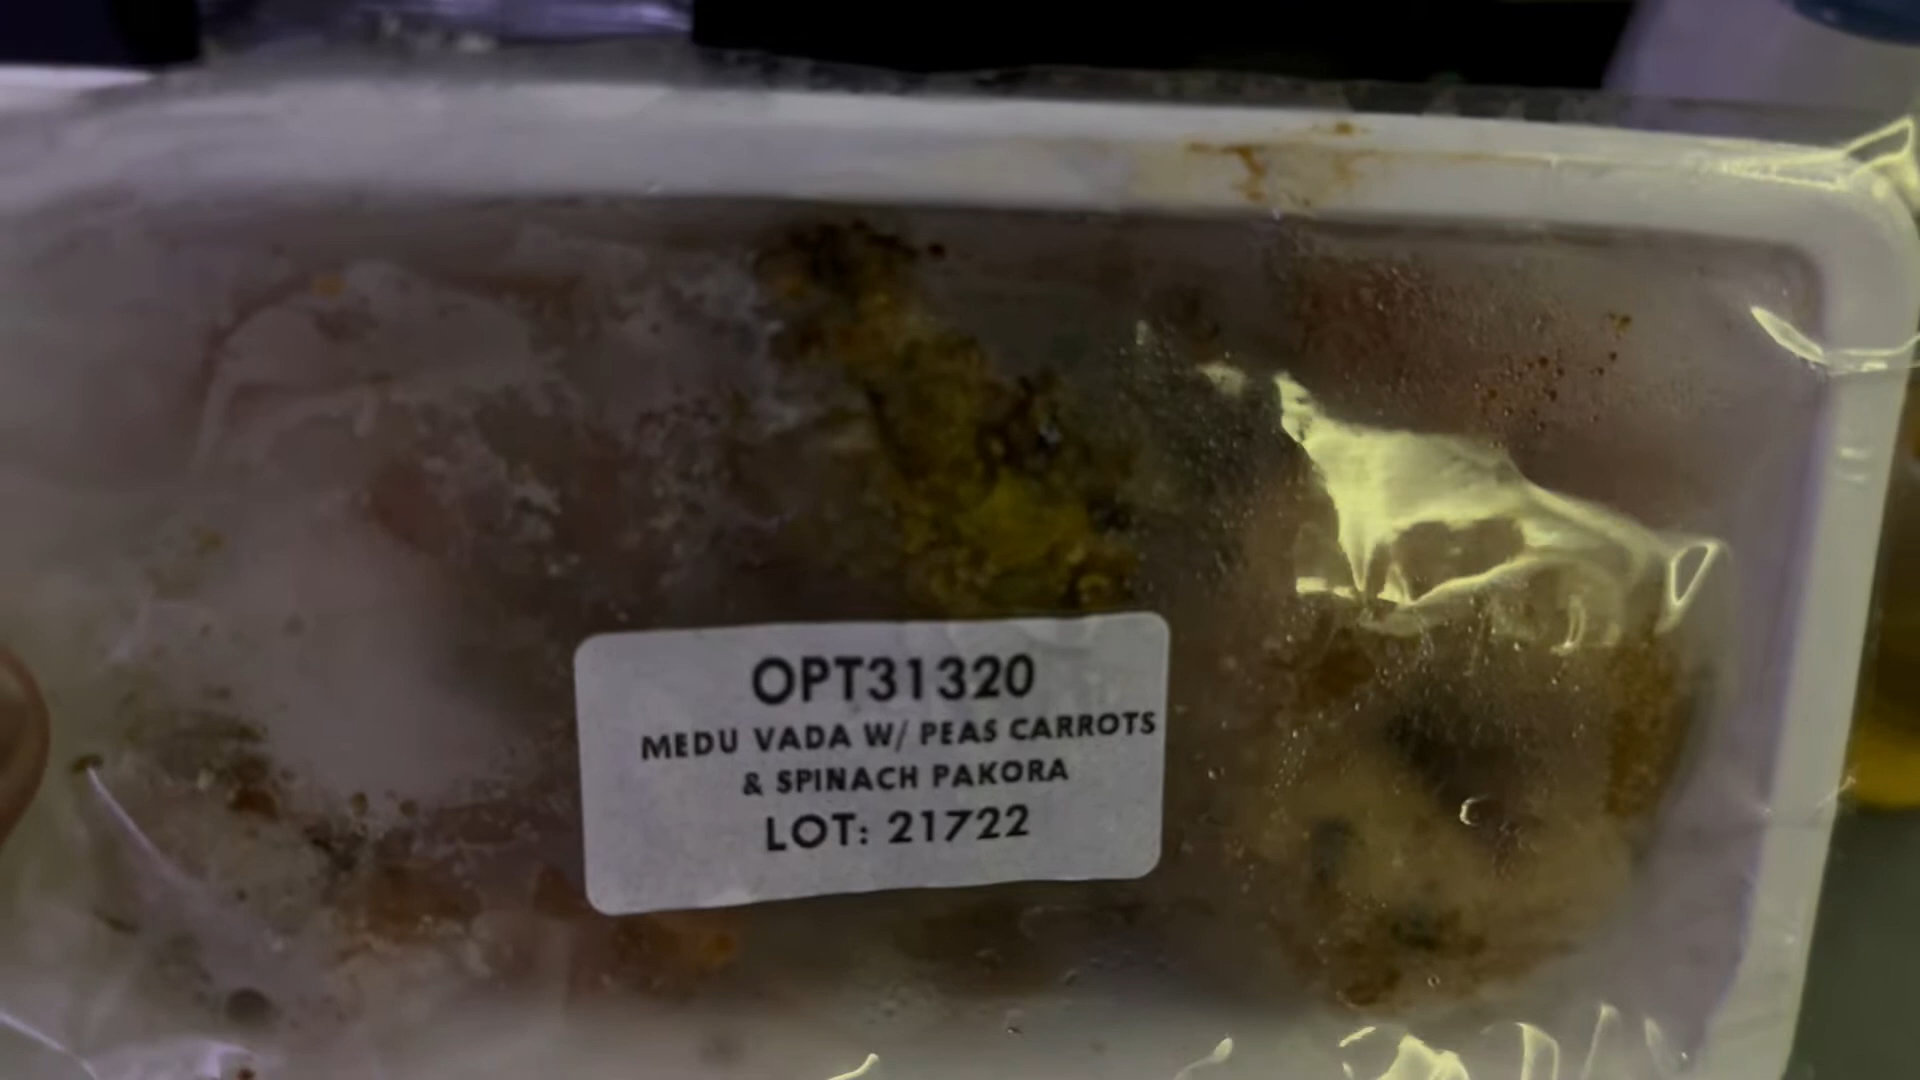 OPT31320
MEDU VADA W/ PEAS CARROTS
& SPINACH PAKORA
LOT: 21722